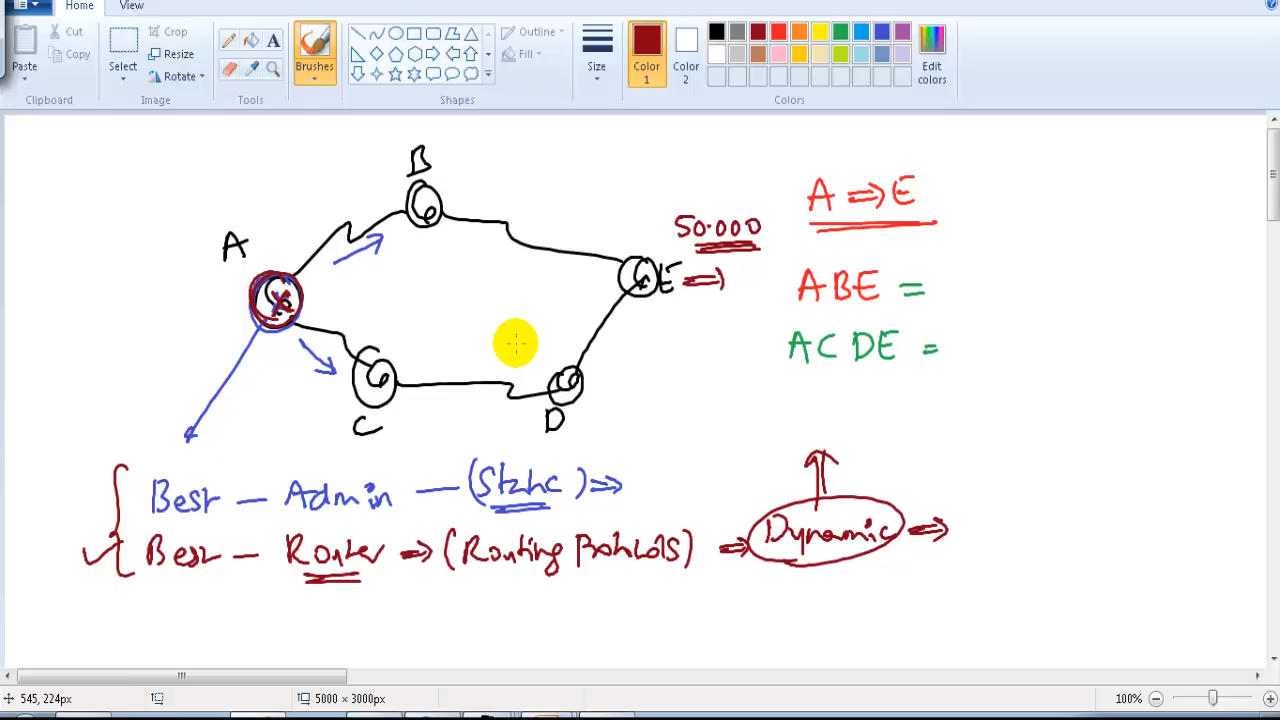 Home View
Cut
Copy
Paste
Clipboard
Select
Crop
Resize
Rotate
Image
Tools
Brushes
Shapes
Outline
Fill
Size
Color 1
Color 2
Edit colors
Colors
B
A
50.000
E ⇒
C
D
A ⇒ E
ABE =
ACDE =
Best - Admin - (Static) ⇒
Best - Router ⇒ (Routing Protocols) ⇒ Dynamic ⇒
545, 224px
5000 × 3000px
100%